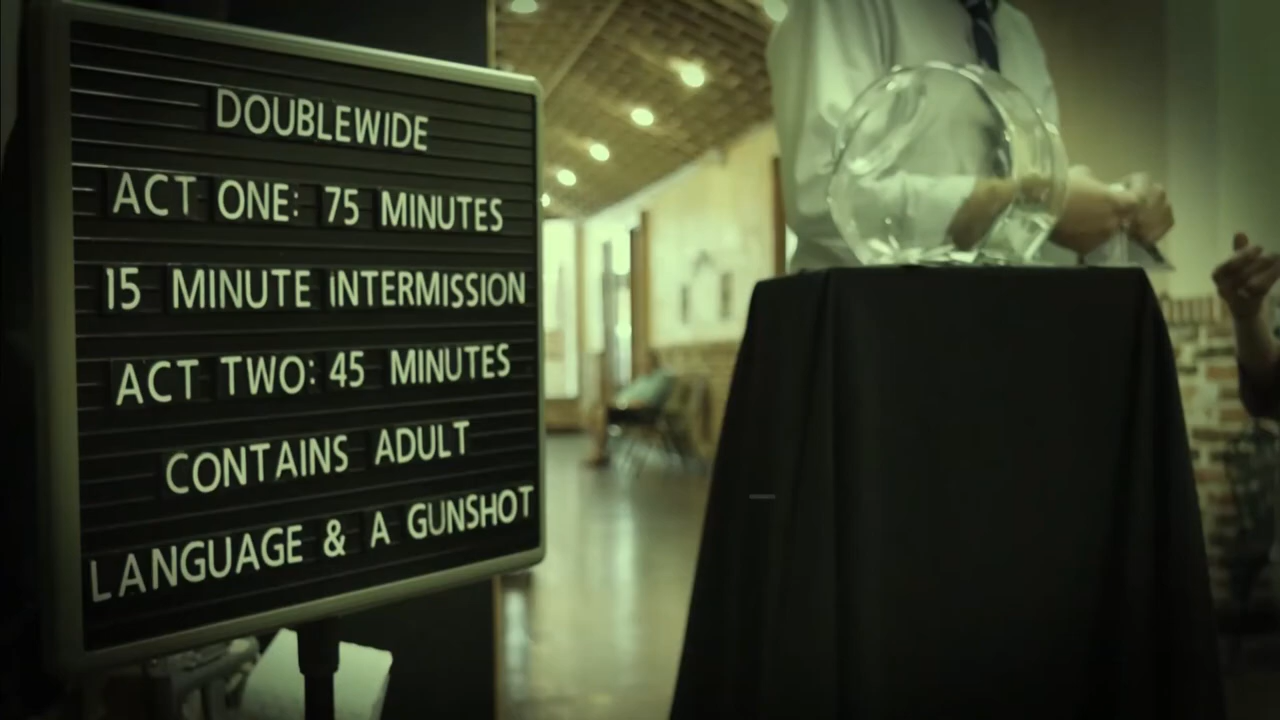 DOUBLEWIDE
ACT ONE: 75 MINUTES
15 MINUTE INTERMISSION
ACT TWO: 45 MINUTES
CONTAINS ADULT
LANGUAGE & A GUNSHOT